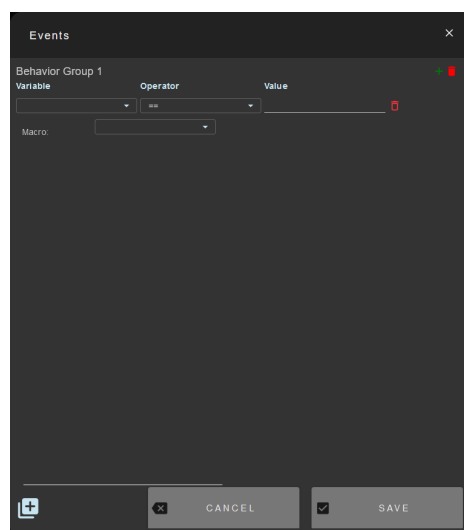 Events
Behavior Group 1
Variable Operator Value
==
Macro:
CANCEL SAVE